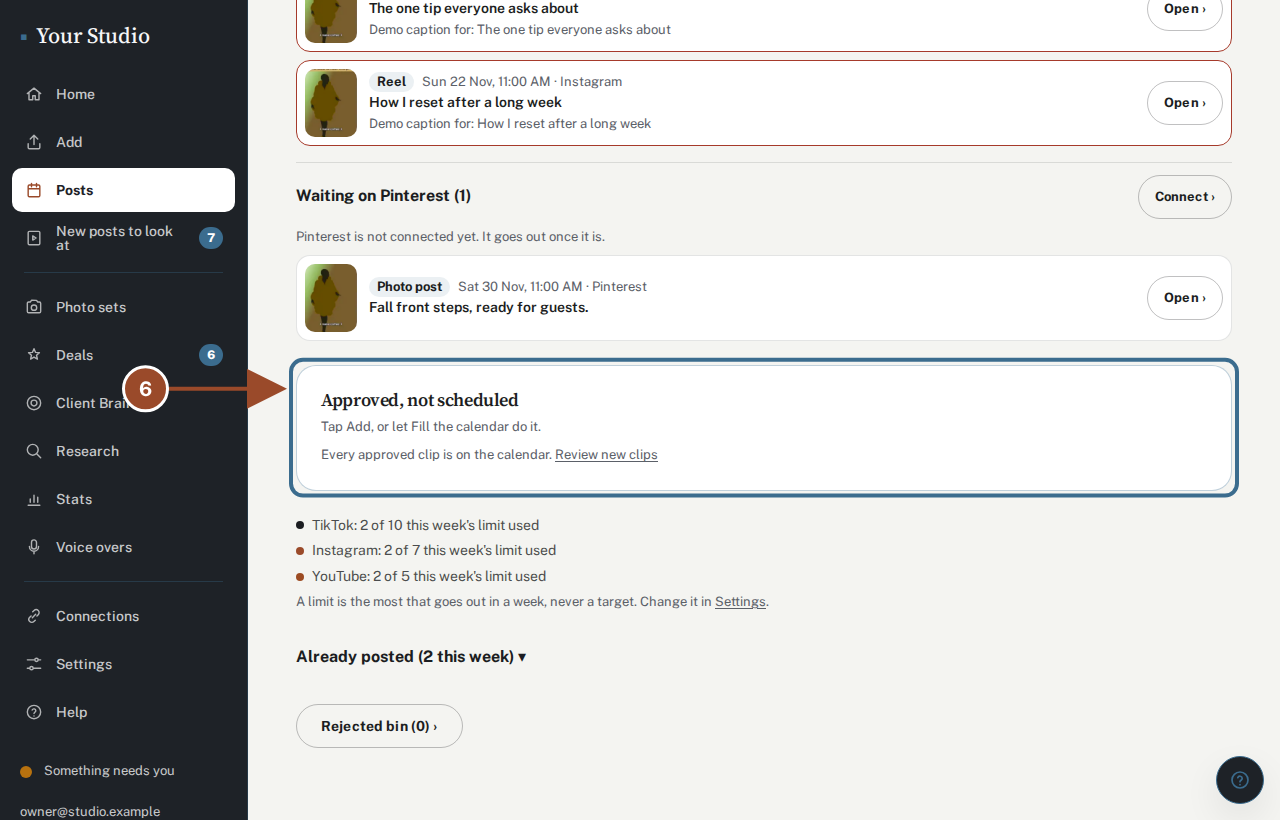 Your Studio
Home
Add
Posts
New posts to look at
7
Photo sets
Deals
6
Client Bran
Research
Stats
Voice overs
Connections
Settings
Help
Something needs you
owner@studio.example
6
The one tip everyone asks about
Demo caption for: The one tip everyone asks about
Open ›
Reel Sun 22 Nov, 11:00 AM · Instagram
How I reset after a long week
Demo caption for: How I reset after a long week
Open ›
Waiting on Pinterest (1)
Connect ›
Pinterest is not connected yet. It goes out once it is.
Photo post Sat 30 Nov, 11:00 AM · Pinterest
Fall front steps, ready for guests.
Open ›
Approved, not scheduled
Tap Add, or let Fill the calendar do it.
Every approved clip is on the calendar. Review new clips
TikTok: 2 of 10 this week's limit used
Instagram: 2 of 7 this week's limit used
YouTube: 2 of 5 this week's limit used
A limit is the most that goes out in a week, never a target. Change it in Settings.
Already posted (2 this week) ▾
Rejected bin (0) ›